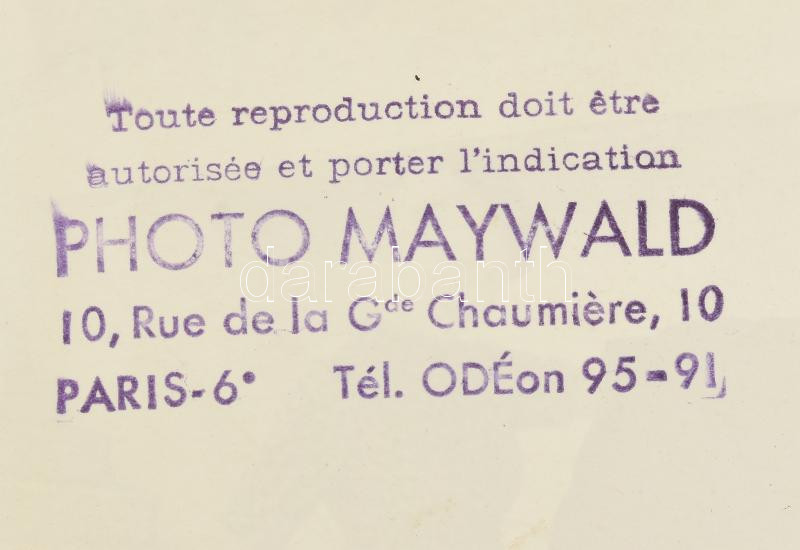 Toute reproduction doit être
autorisée et porter l'indication
PHOTO MAYWALD
darabanth
10, Rue de la Gde Chaumière, 10
PARIS-6e Tél. ODÉon 95-91